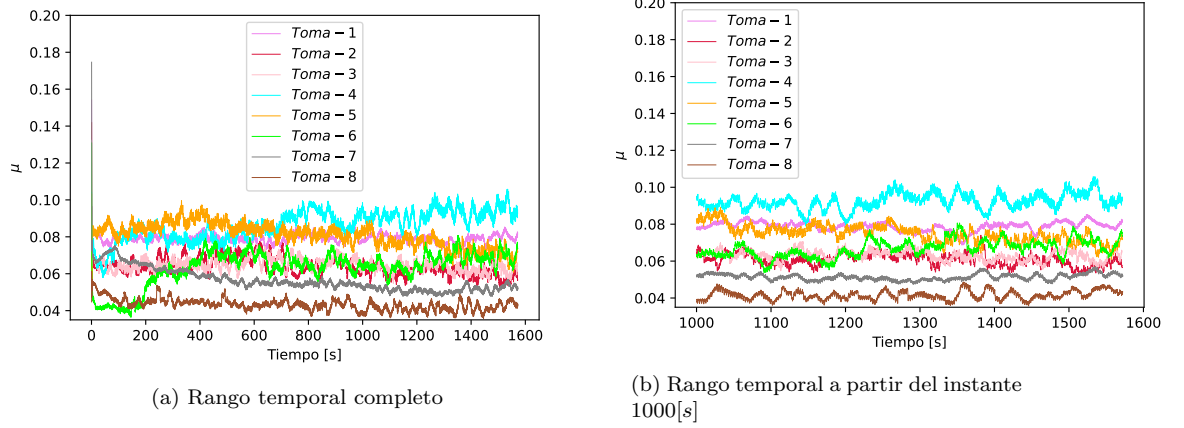 0.20
0.18
0.16
0.14
0.12
0.10
0.08
0.06
0.04
μ
0 200 400 600 800 1000 1200 1400 1600
Tiempo [s]
Toma − 1
Toma − 2
Toma − 3
Toma − 4
Toma − 5
Toma − 6
Toma − 7
Toma − 8
(a) Rango temporal completo
0.20
0.18
0.16
0.14
0.12
0.10
0.08
0.06
0.04
μ
1000 1100 1200 1300 1400 1500 1600
Tiempo [s]
Toma − 1
Toma − 2
Toma − 3
Toma − 4
Toma − 5
Toma − 6
Toma − 7
Toma − 8
(b) Rango temporal a partir del instante
1000[s]